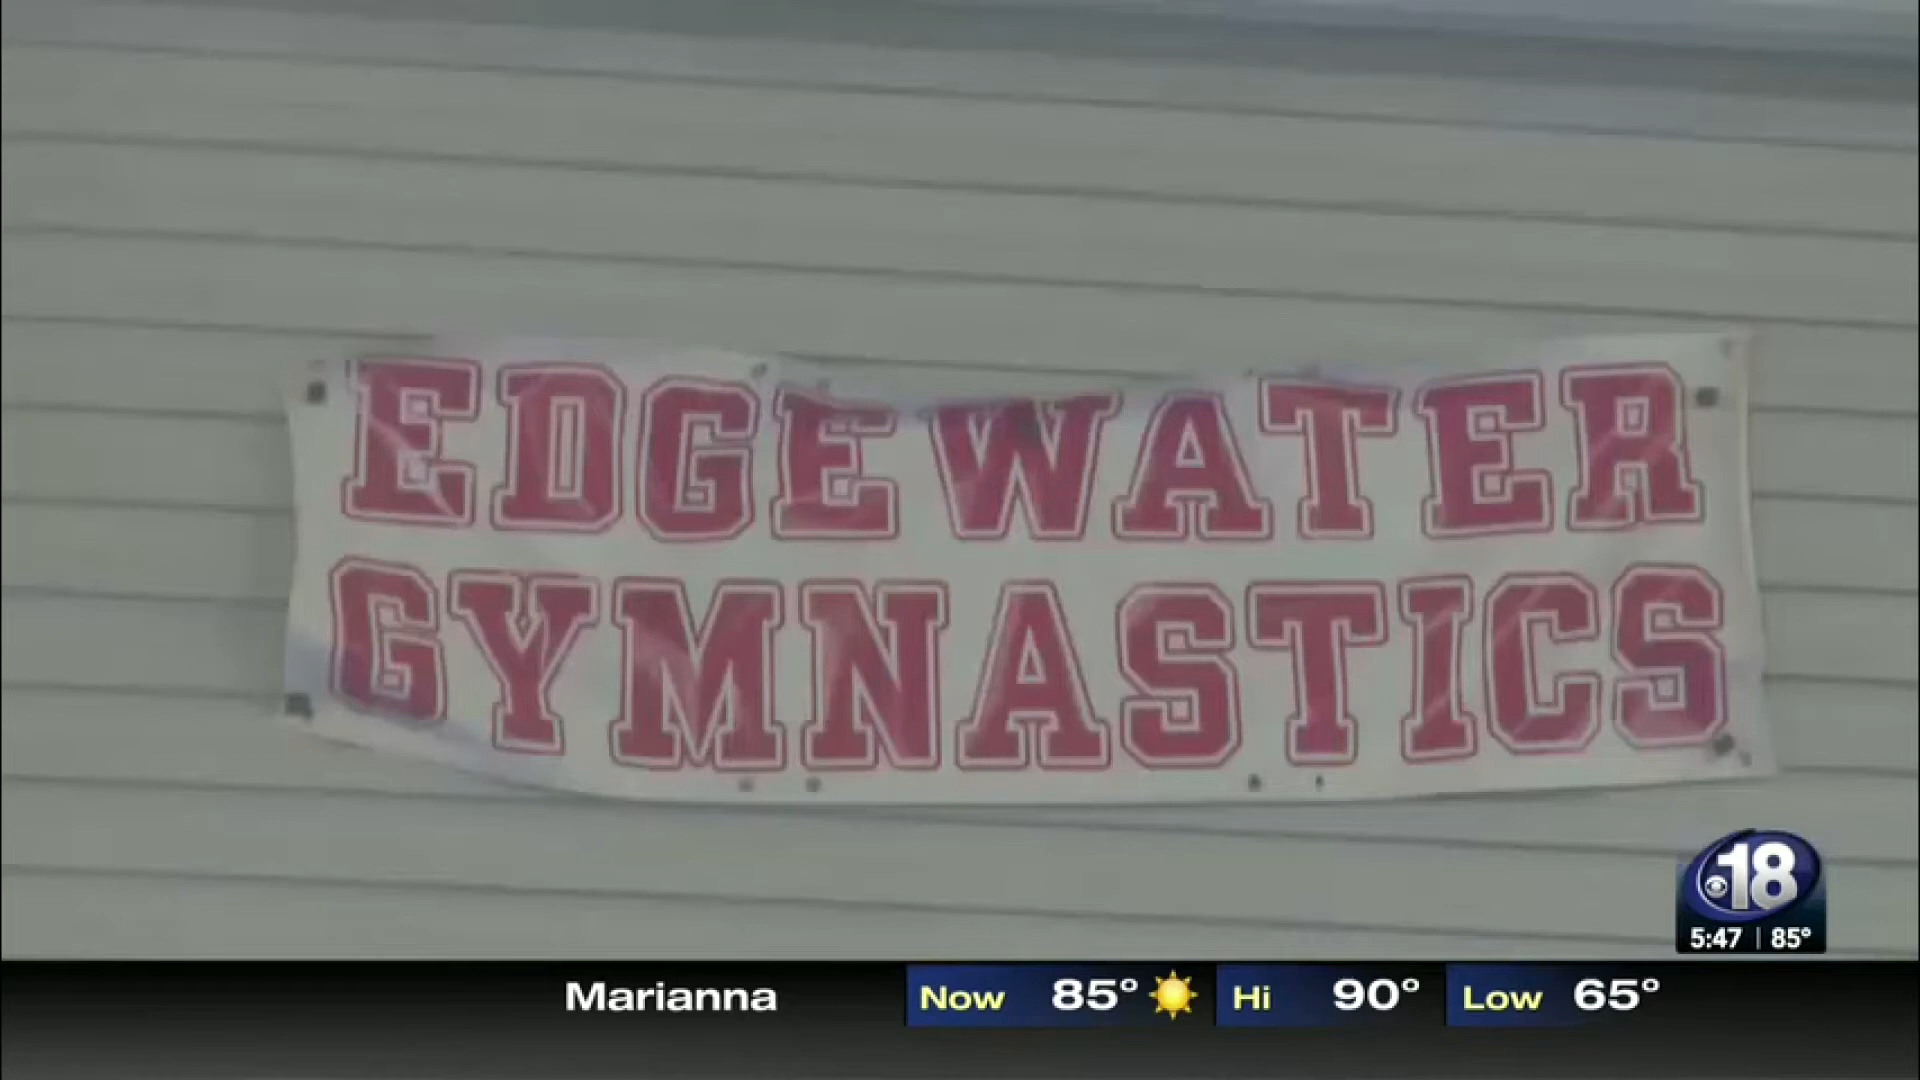 EDGEWATER
GYMNASTICS
18
5:47 | 85°
Marianna Now 85° Hi 90° Low 65°